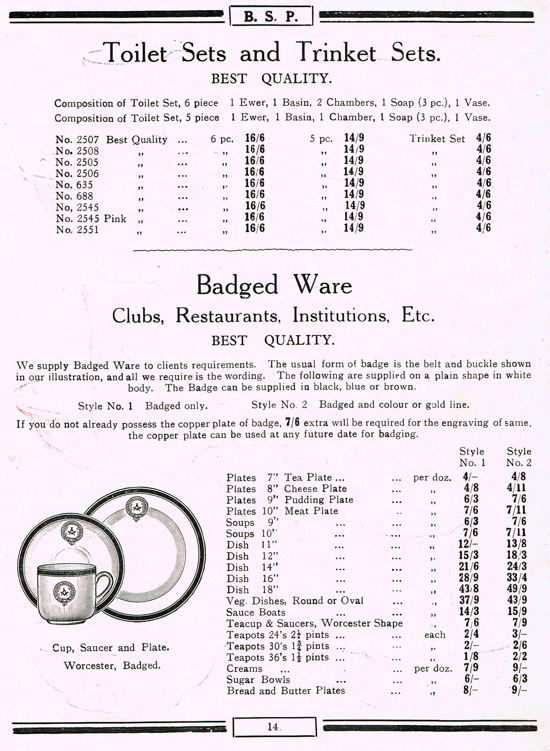 B. S. P.
Toilet Sets and Trinket Sets.
BEST QUALITY.
Composition of Toilet Set, 6 piece 1 Ewer, 1 Basin, 2 Chambers, 1 Soap (3 pc.), 1 Vase.
Composition of Toilet Set, 5 piece 1 Ewer, 1 Basin, 1 Chamber, 1 Soap (3 pc.), 1 Vase.
No. 2507 Best Quality ... 6 pc. 16/6 5 pc. 14/9 Trinket Set 4/6
No. 2508 „ ... „ 16/6 „ 14/9 „ 4/6
No. 2505 „ ... „ 16/6 „ 14/9 „ 4/6
No. 2506 „ ... „ 16/6 „ 14/9 „ 4/6
No. 635 „ ... „ 16/6 „ 14/9 „ 4/6
No. 688 „ ... „ 16/6 „ 14/9 „ 4/6
No, 2545 „ ... „ 16/6 „ 14/9 „ 4/6
No. 2545 Pink „ ... „ 16/6 „ 14/9 „ 4/6
No. 2551 „ ... „ 16/6 „ 14/9 „ 4/6
Badged Ware
Clubs, Restaurants, Institutions, Etc.
BEST QUALITY.
We supply Badged Ware to clients requirements. The usual form of badge is the belt and buckle shown
in our illustration, and all we require is the wording. The following are supplied on a plain shape in white
body. The Badge can be supplied in black, blue or brown.
Style No. 1 Badged only. Style No. 2 Badged and colour or gold line.
If you do not already possess the copper plate of badge, 7/6 extra will be required for the engraving of same,
the copper plate can be used at any future date for badging.
Style Style
No. 1 No. 2
Plates 7" Tea Plate ... ... per doz. 4/- 4/8
Plates 8" Cheese Plate ... „ 4/8 4/11
Plates 9" Pudding Plate ... „ 6/3 7/6
Plates 10" Meat Plate .. „ 7/6 7/11
Soups 9" ... ... „ 6/3 7/6
Soups 10" ... ... „ 7/6 7/11
Dish 11" ... ... „ 12/- 13/8
Dish 12" ... ... „ 15/3 18/3
Dish 14" ... ... „ 21/6 24/3
Dish 16" ... ... „ 28/9 33/4
Dish 18" ... ... „ 43/8 49/9
Veg. Dishes, Round or Oval ... „ 37/9 43/9
Sauce Boats ... ... „ 14/3 15/9
Teacup & Saucers, Worcester Shape „ 7/6 7/9
Teapots 24's 2¼ pints ... ... each 2/4 3/-
Teapots 30's 1¾ pints ... ... „ 2/- 2/6
Teapots 36's 1½ pints ... ... „ 1/8 2/2
Creams ... ... per doz. 7/9 9/-
Sugar Bowls ... ... „ 6/- 6/3
Bread and Butter Plates ... „ 8/- 9/-
Cup, Saucer and Plate.
Worcester, Badged.
14.